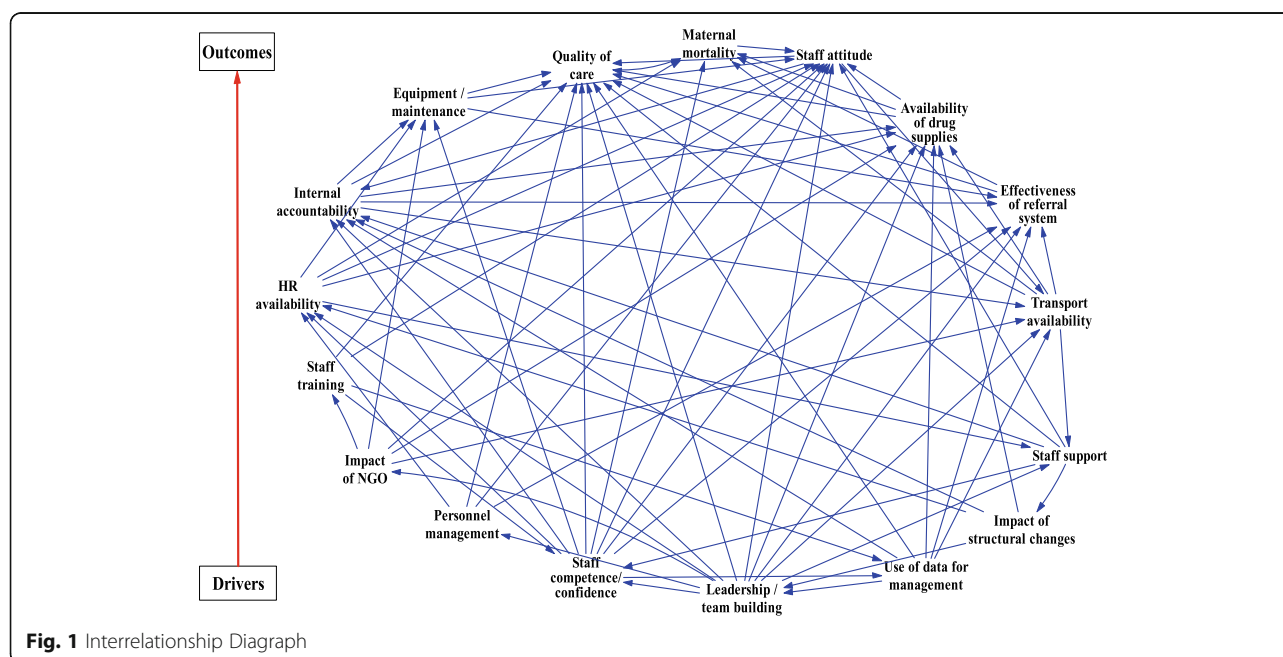 Outcomes
Drivers
Maternal
mortality
Staff attitude
Quality of
care
Equipment /
maintenance
Availability
of drug
supplies
Internal
accountability
Effectiveness
of referral
system
HR
availability
Transport
availability
Staff
training
Impact
of NGO
Staff support
Personnel
management
Impact of
structural changes
Staff
competence/
confidence
Leadership /
team building
Use of data for
management
Fig. 1 Interrelationship Diagraph